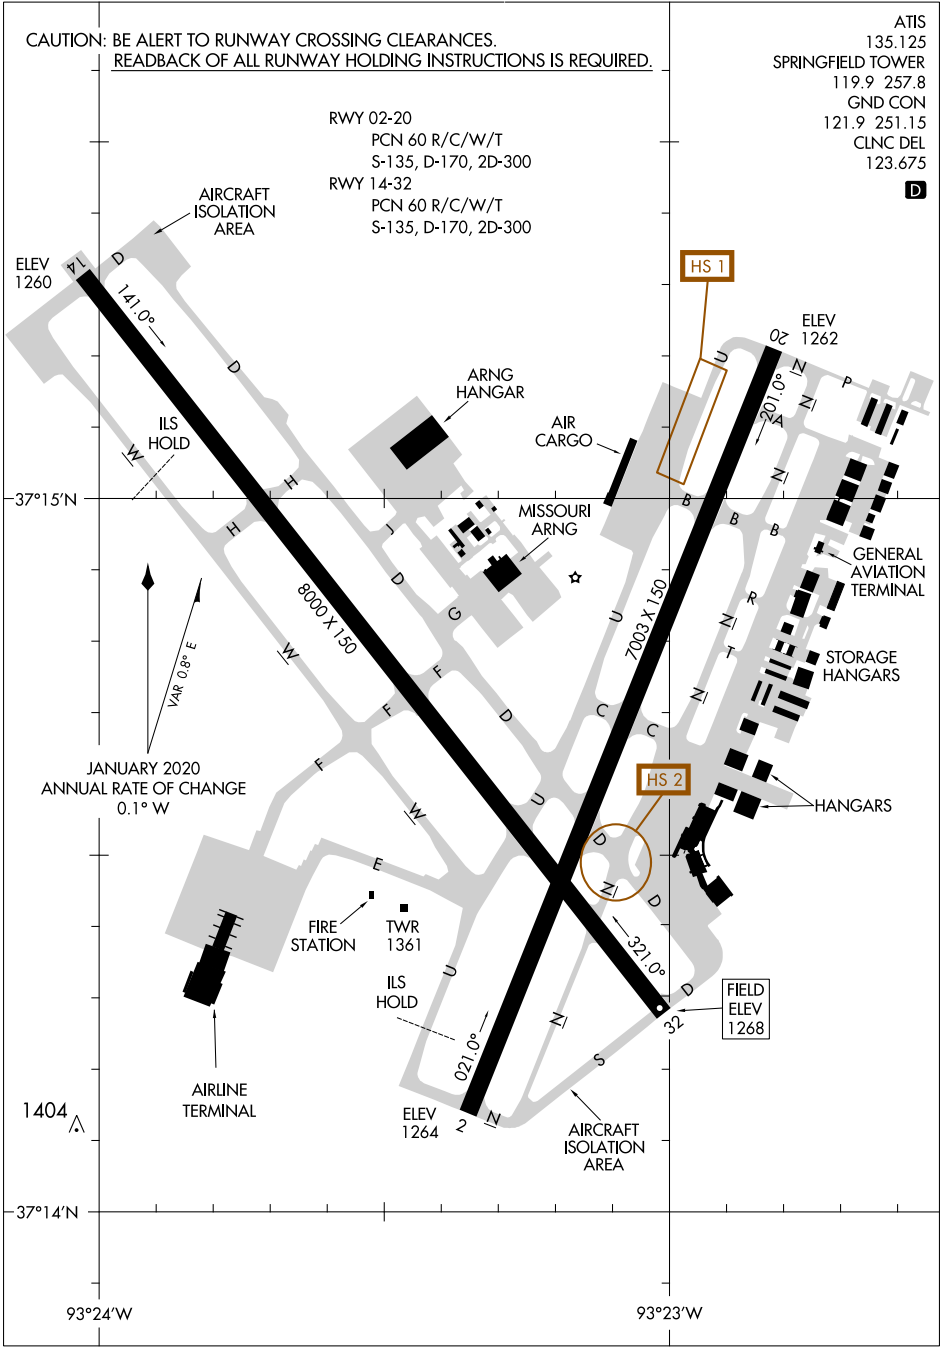 CAUTION: BE ALERT TO RUNWAY CROSSING CLEARANCES.
READBACK OF ALL RUNWAY HOLDING INSTRUCTIONS IS REQUIRED.
ATIS
135.125
SPRINGFIELD TOWER
119.9 257.8
GND CON
121.9 251.15
CLNC DEL
123.675
D
RWY 02-20
PCN 60 R/C/W/T
S-135, D-170, 2D-300
RWY 14-32
PCN 60 R/C/W/T
S-135, D-170, 2D-300
AIRCRAFT
ISOLATION
AREA
ELEV
1260
14
D
141.0°
D
HS 1
ELEV
1262
20
U
N
P
N
A
201.0°
ARNG
HANGAR
AIR
CARGO
ILS
HOLD
W
N
37°15'N
H
H
J
B
B
B
MISSOURI
ARNG
GENERAL
AVIATION
TERMINAL
D
G
8000 X 150
7003 X 150
U
R
N
T
N
STORAGE
HANGARS
W
VAR 0.8° E
F
F
F
D
C
C
JANUARY 2020
ANNUAL RATE OF CHANGE
0.1° W
HS 2
HANGARS
W
U
D
E
N
D
FIRE
STATION
TWR
1361
U
321.0°
D
ILS
HOLD
FIELD
ELEV
1268
32
N
021.0°
S
AIRLINE
TERMINAL
1404
ELEV
1264
2
N
AIRCRAFT
ISOLATION
AREA
37°14'N
93°24'W
93°23'W